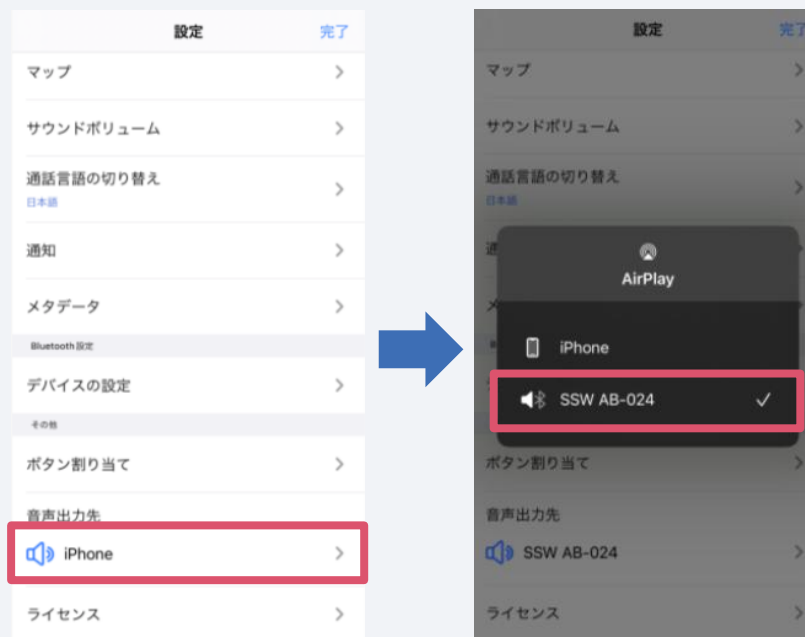 設定
完了
マップ
サウンドボリューム
通話言語の切り替え
日本語
通知
メタデータ
Bluetooth 設定
デバイスの設定
その他
ボタン割り当て
音声出力先
iPhone
ライセンス
設定
完了
マップ
サウンドボリューム
通話言語の切り替え
日本語
AirPlay
iPhone
SSW AB-024
ボタン割り当て
音声出力先
SSW AB-024
ライセンス